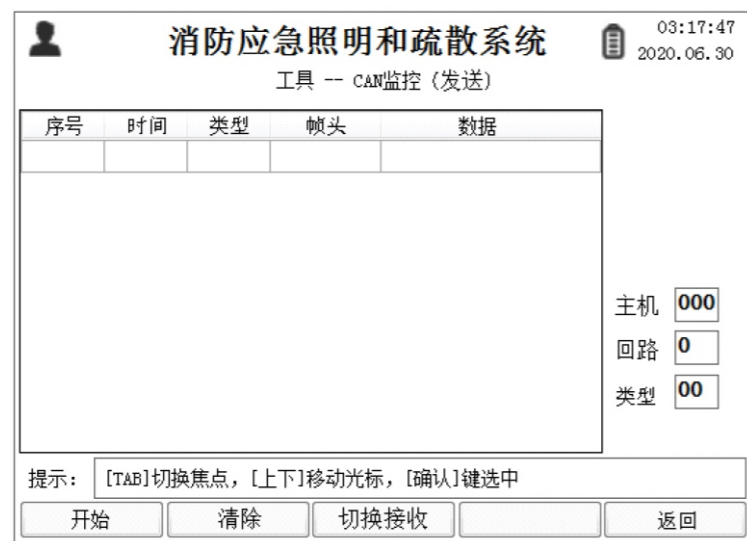 消防应急照明和疏散系统
03:17:47
2020.06.30
工具 -- CAN监控（发送）
序号 时间 类型 帧头 数据
主机 000
回路 0
类型 00
提示： [TAB]切换焦点，[上下]移动光标，[确认]键选中
开始 清除 切换接收 返回